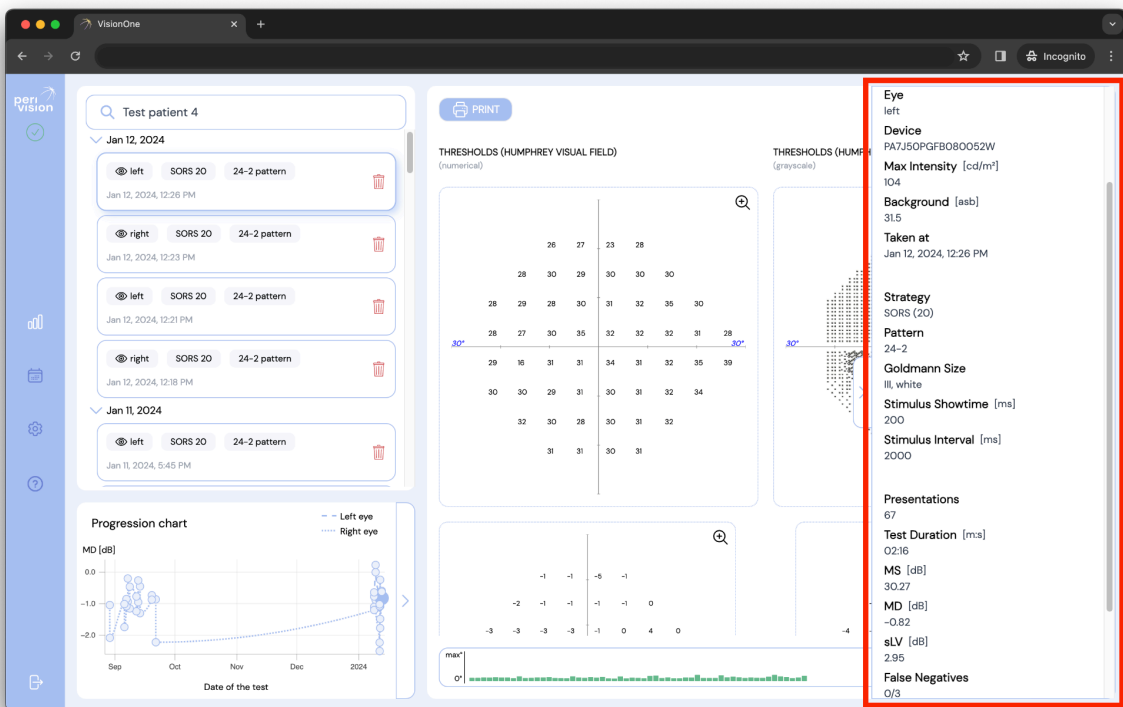 VisionOne
Incognito
peri
vision
Test patient 4
Jan 12, 2024
left SORS 20 24-2 pattern
Jan 12, 2024, 12:26 PM
right SORS 20 24-2 pattern
Jan 12, 2024, 12:23 PM
left SORS 20 24-2 pattern
Jan 12, 2024, 12:21 PM
right SORS 20 24-2 pattern
Jan 12, 2024, 12:18 PM
Jan 11, 2024
left SORS 20 24-2 pattern
Jan 11, 2024, 5:45 PM
Progression chart
Left eye
Right eye
MD [dB]
0.0
-1.0
-2.0
Sep Oct Nov Dec 2024
Date of the test
PRINT
THRESHOLDS (HUMPHREY VISUAL FIELD)
(numerical)
26 27 23 28
28 30 29 30 30 30
28 29 28 30 31 32 35 30
28 27 30 35 32 32 32 31 28
30° 30°
29 16 31 31 34 31 32 35 39
30 30 29 31 30 31 32 34
32 30 28 30 31 32
31 31 30 31
THRESHOLDS (HUMPH
(grayscale)
30°
-1 -1 -5 -1
-2 -1 -1 -1 -1 0
-3 -3 -3 -3 -1 0 4 0
-4
max°
0°
Eye
left
Device
PA7J50PGFB080052W
Max Intensity [cd/m²]
104
Background [asb]
31.5
Taken at
Jan 12, 2024, 12:26 PM
Strategy
SORS (20)
Pattern
24-2
Goldmann Size
III, white
Stimulus Showtime [ms]
200
Stimulus Interval [ms]
2000
Presentations
67
Test Duration [m:s]
02:16
MS [dB]
30.27
MD [dB]
-0.82
sLV [dB]
2.95
False Negatives
0/3